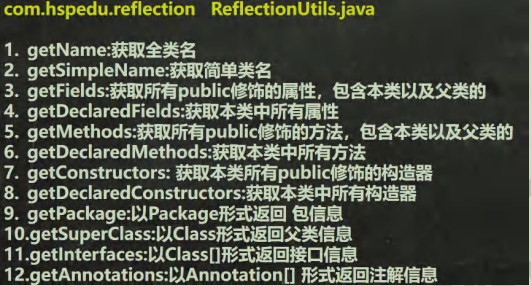 com.hspedu.reflection ReflectionUtils.java
1. getName:获取全类名
2. getSimpleName:获取简单类名
3. getFields:获取所有public修饰的属性，包含本类以及父类的
4. getDeclaredFields:获取本类中所有属性
5. getMethods:获取所有public修饰的方法，包含本类以及父类的
6. getDeclaredMethods:获取本类中所有方法
7. getConstructors: 获取本类所有public修饰的构造器
8. getDeclaredConstructors:获取本类中所有构造器
9. getPackage:以Package形式返回 包信息
10.getSuperClass:以Class形式返回父类信息
11.getInterfaces:以Class[]形式返回接口信息
12.getAnnotations:以Annotation[] 形式返回注解信息